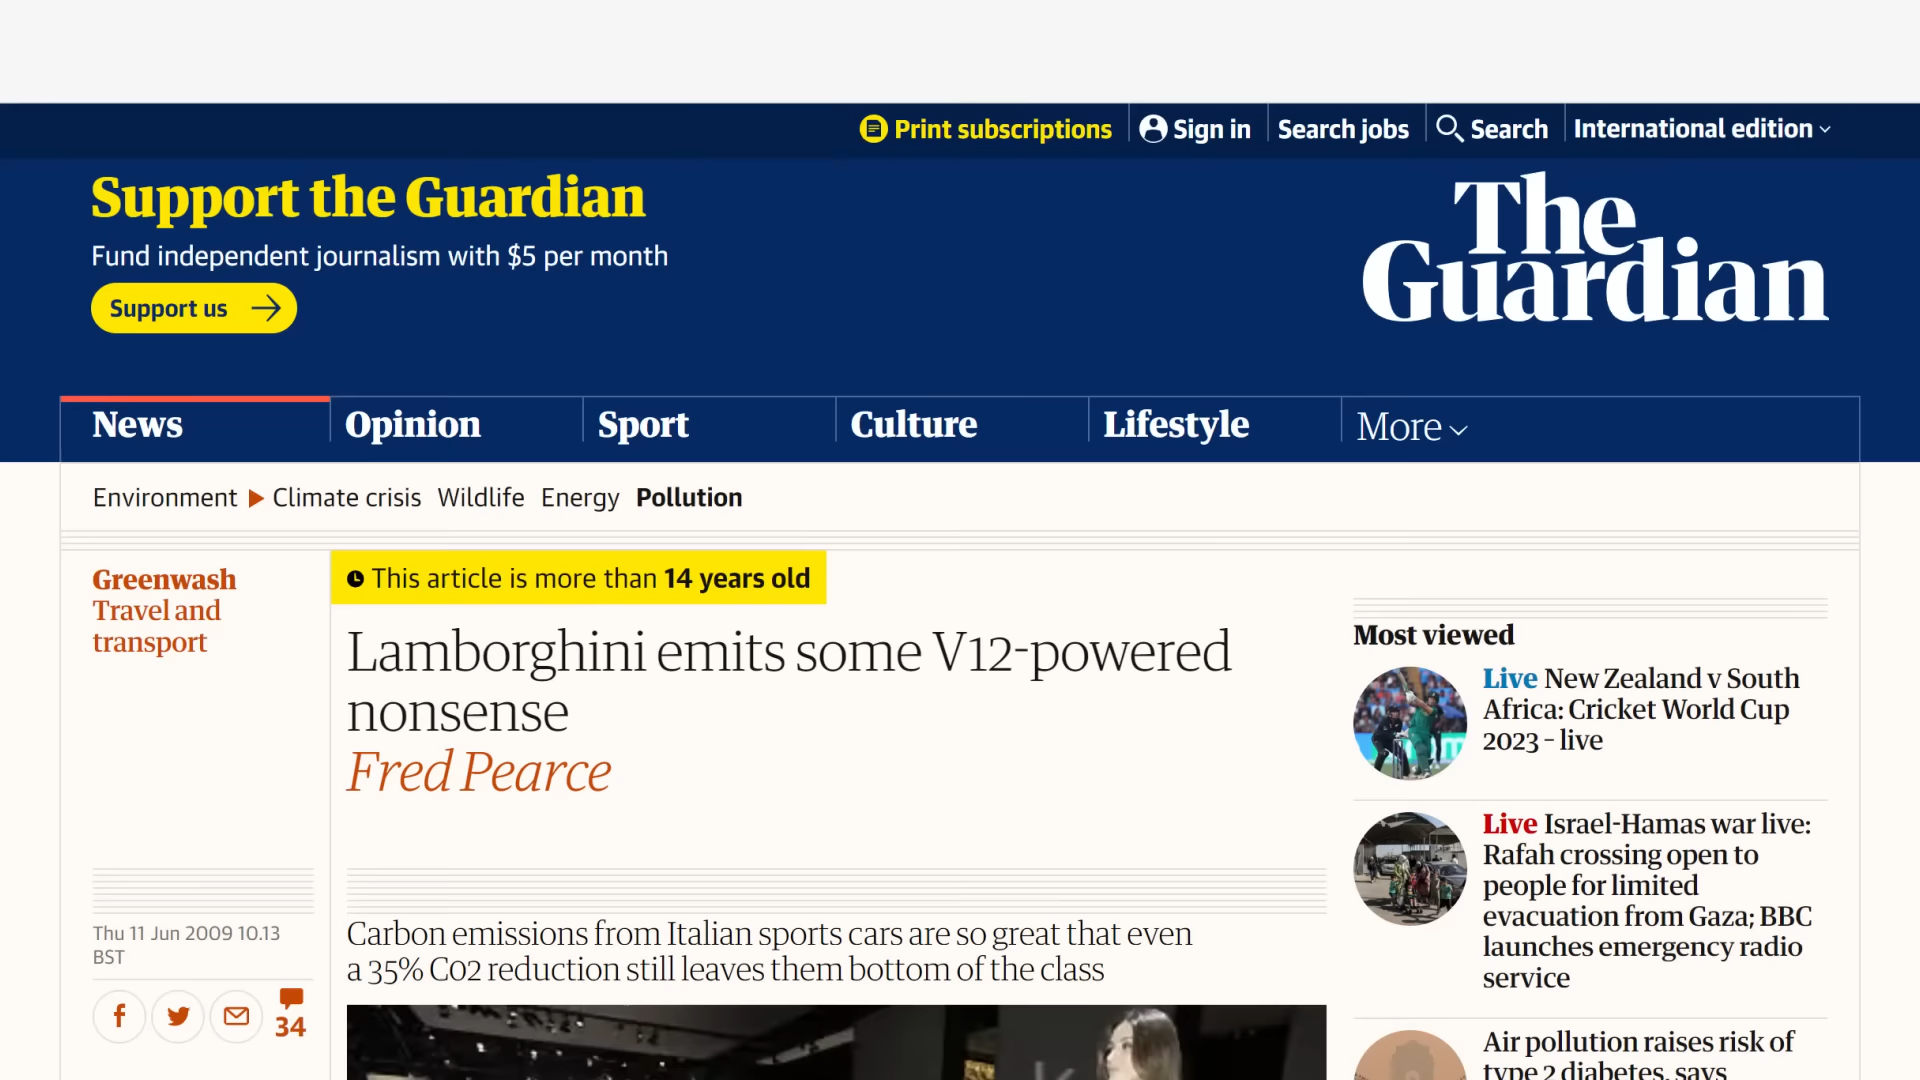 Print subscriptions
Sign in
Search jobs
Search
International edition
Support the Guardian
Fund independent journalism with $5 per month
Support us
The
Guardian
News
Opinion
Sport
Culture
Lifestyle
More
Environment
Climate crisis
Wildlife
Energy
Pollution
Greenwash
Travel and
transport
This article is more than 14 years old
Lamborghini emits some V12-powered
nonsense
Fred Pearce
Thu 11 Jun 2009 10.13
BST
34
Carbon emissions from Italian sports cars are so great that even
a 35% C02 reduction still leaves them bottom of the class
Most viewed
Live New Zealand v South
Africa: Cricket World Cup
2023 – live
Live Israel-Hamas war live:
Rafah crossing open to
people for limited
evacuation from Gaza; BBC
launches emergency radio
service
Air pollution raises risk of
type 2 diabetes, says